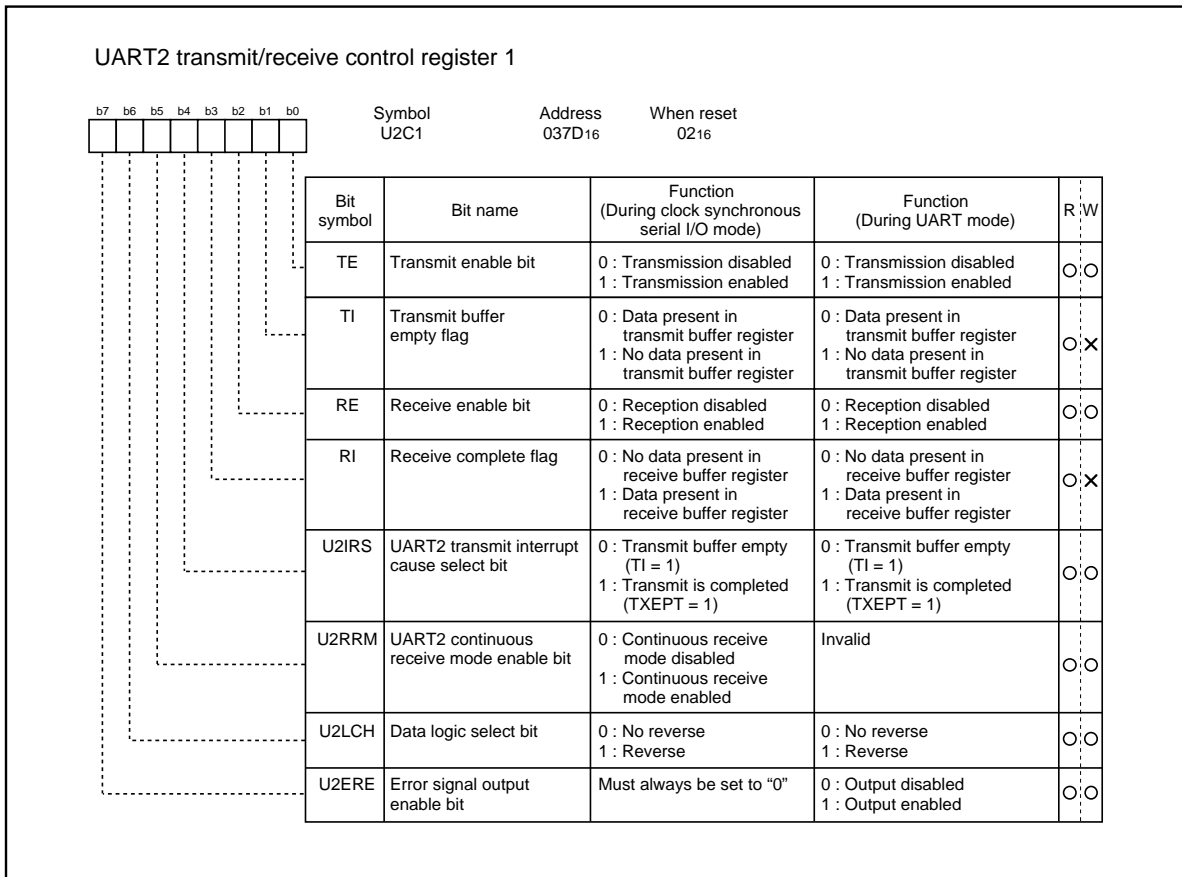 UART2 transmit/receive control register 1
b7 b6 b5 b4 b3 b2 b1 b0
Symbol Address When reset
U2C1 037D16 0216
Bit symbol Bit name Function (During clock synchronous serial I/O mode) Function (During UART mode) R W
TE Transmit enable bit 0 : Transmission disabled 0 : Transmission disabled
1 : Transmission enabled 1 : Transmission enabled
TI Transmit buffer 0 : Data present in 0 : Data present in
empty flag transmit buffer register transmit buffer register
1 : No data present in 1 : No data present in
transmit buffer register transmit buffer register
RE Receive enable bit 0 : Reception disabled 0 : Reception disabled
1 : Reception enabled 1 : Reception enabled
RI Receive complete flag 0 : No data present in 0 : No data present in
receive buffer register receive buffer register
1 : Data present in 1 : Data present in
receive buffer register receive buffer register
U2IRS UART2 transmit interrupt 0 : Transmit buffer empty 0 : Transmit buffer empty
cause select bit (TI = 1) (TI = 1)
1 : Transmit is completed 1 : Transmit is completed
(TXEPT = 1) (TXEPT = 1)
U2RRM UART2 continuous 0 : Continuous receive Invalid
receive mode enable bit mode disabled
1 : Continuous receive
mode enabled
U2LCH Data logic select bit 0 : No reverse 0 : No reverse
1 : Reverse 1 : Reverse
U2ERE Error signal output Must always be set to “0” 0 : Output disabled
enable bit 1 : Output enabled